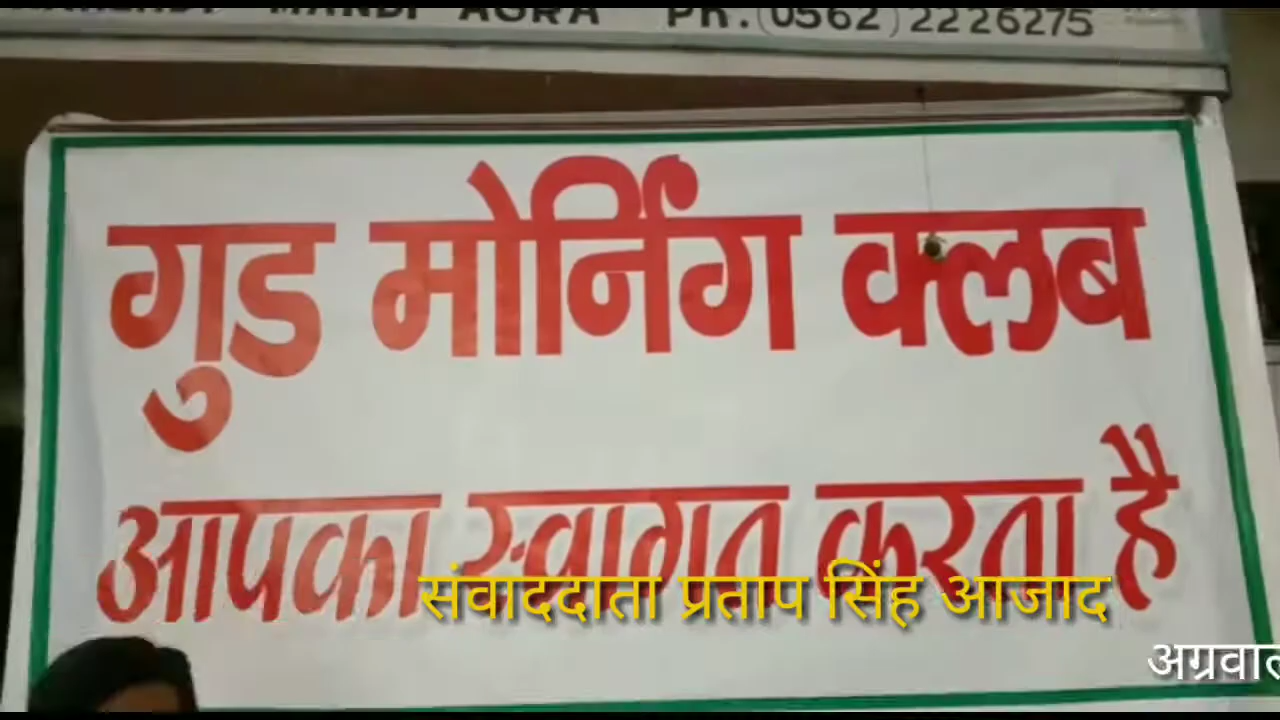 MANDI AGRA PH.(0562)2226275
गुड मोर्निंग क्लब
आपका स्वागत करता है
संवाददाता प्रताप सिंह आजाद